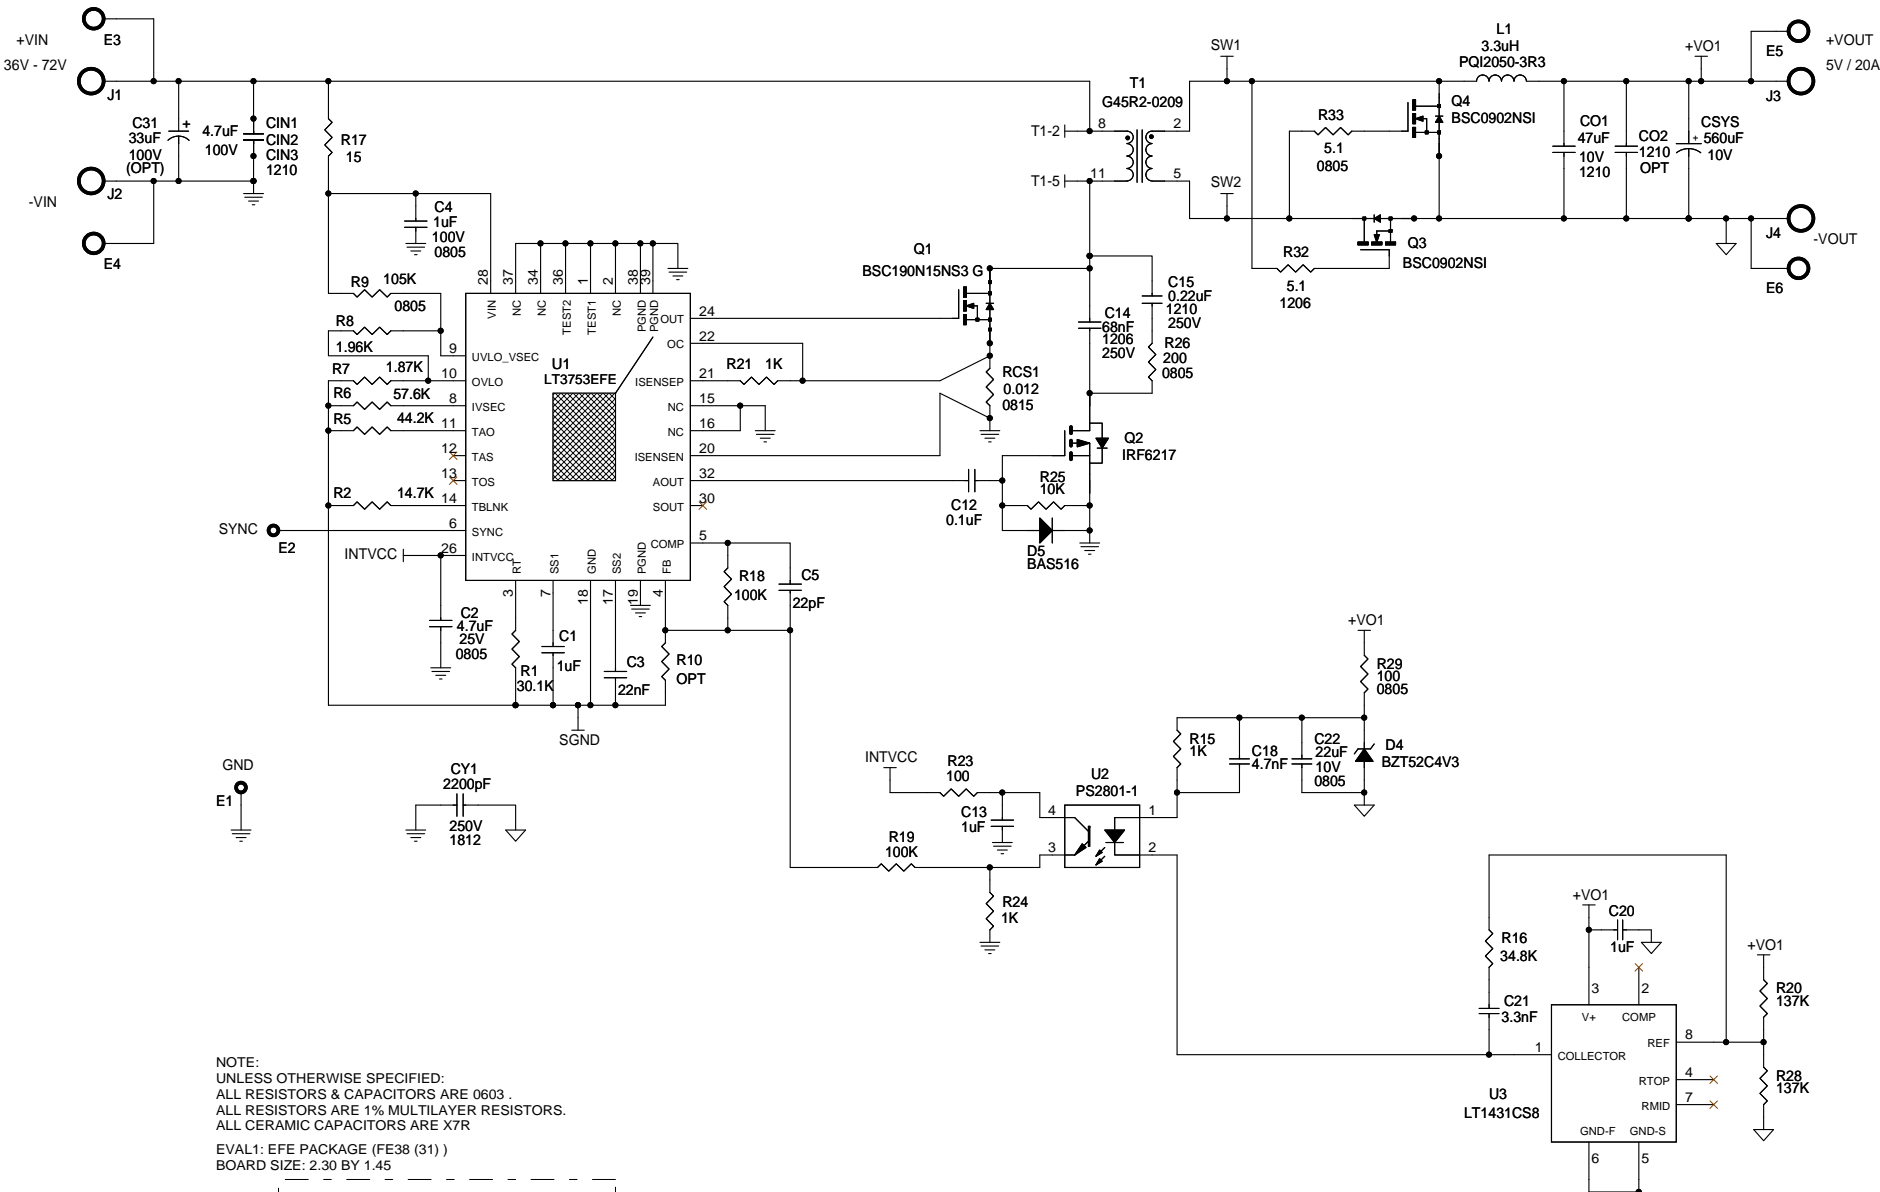 +VIN
36V - 72V
E3
J1
C31
33uF
100V
(OPT)
+
4.7uF
100V
CIN1
CIN2
CIN3
1210
J2
-VIN
E4
R17
15
C4
1uF
100V
0805
R9 105K
0805
R8
1.96K
R7 1.87K
R6 57.6K
R5 44.2K
R2 14.7K
SYNC
E2
INTVCC
C2
4.7uF
25V
0805
28
37
34
36
1
2
38
39
VIN
NC
NC
TEST2
TEST1
NC
PGND
PGND
U1
LT3753EFE
9 UVLO_VSEC
10 OVLO
8 IVSEC
11 TAO
12 TAS
13 TOS
14 TBLNK
6 SYNC
26 INTVCC
OUT 24
OC 22
ISENSEP 21
NC 15
NC 16
ISENSEN 20
AOUT 32
SOUT 30
COMP 5
RT
SS1
GND
SS2
PGND
FB
3
7
18
17
19
4
R1
30.1K
C1
1uF
C3
22nF
R10
OPT
SGND
R18
100K
C5
22pF
R21 1K
Q1
BSC190N15NS3 G
RCS1
0.012
0815
T1-2
T1-5
T1
G45R2-0209
8
2
11
5
C14
68nF
1206
250V
C15
0.22uF
1210
250V
R26
200
0805
Q2
IRF6217
C12
0.1uF
R25
10K
D5
BAS516
SW1
SW2
R33
5.1
0805
Q4
BSC0902NSI
R32
5.1
1206
Q3
BSC0902NSI
L1
3.3uH
PQI2050-3R3
CO1
47uF
10V
1210
CO2
1210
OPT
CSYS
+
560uF
10V
+VO1
E5
J3
+VOUT
5V / 20A
J4
-VOUT
E6
GND
E1
CY1
2200pF
250V
1812
INTVCC
R23
100
C13
1uF
R19
100K
R24
1K
U2
PS2801-1
4
1
3
2
R15
1K
C18
4.7nF
C22
22uF
10V
0805
+VO1
R29
100
0805
D4
BZT52C4V3
R16
34.8K
C21
3.3nF
+VO1
C20
1uF
3
2
V+
COMP
1 COLLECTOR
REF 8
RTOP 4
RMID 7
GND-F
GND-S
6
5
U3
LT1431CS8
+VO1
R20
137K
R28
137K
NOTE:
UNLESS OTHERWISE SPECIFIED:
ALL RESISTORS & CAPACITORS ARE 0603 .
ALL RESISTORS ARE 1% MULTILAYER RESISTORS.
ALL CERAMIC CAPACITORS ARE X7R
EVAL1: EFE PACKAGE (FE38 (31) )
BOARD SIZE: 2.30 BY 1.45